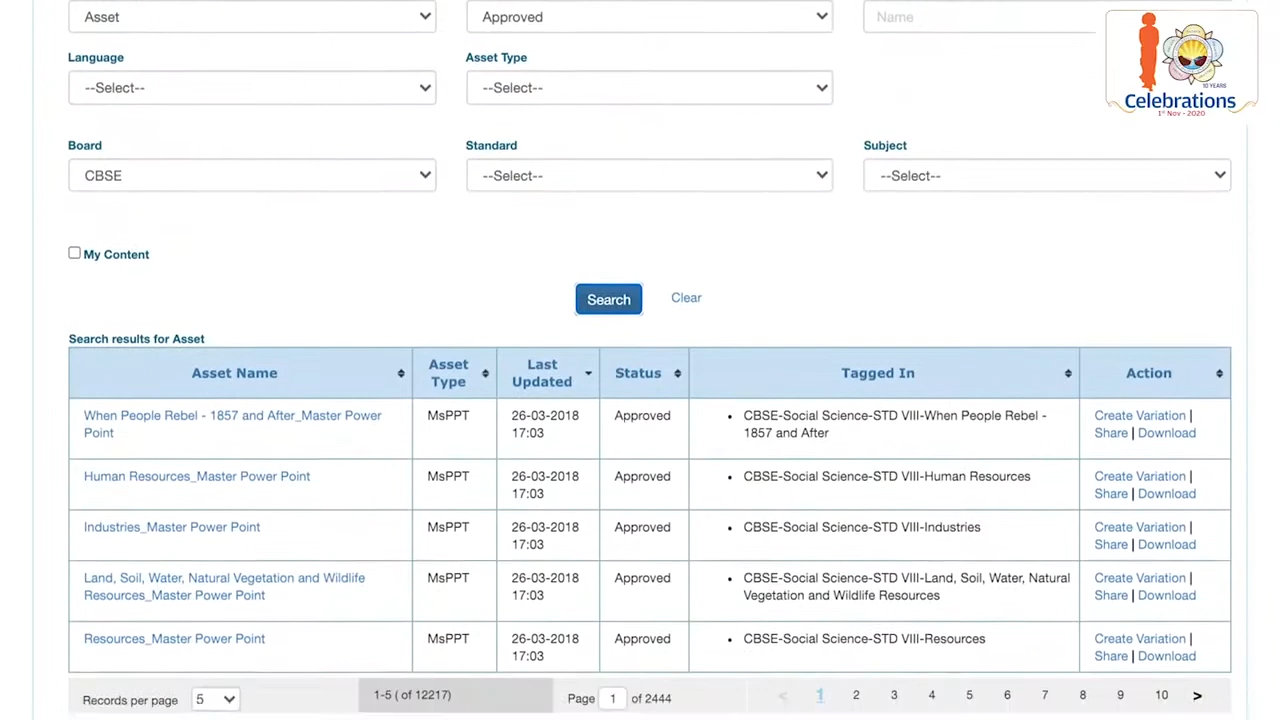 Asset
Approved
Name
10 YEARS
Celebrations
1st Nov - 2020
Language
Asset Type
--Select--
--Select--
Board
Standard
Subject
CBSE
--Select--
--Select--
My Content
Search
Clear
Search results for Asset
Asset Name
Asset Type
Last Updated
Status
Tagged In
Action
When People Rebel - 1857 and After_Master Power
Point
MsPPT
26-03-2018
17:03
Approved
• CBSE-Social Science-STD VIII-When People Rebel -
1857 and After
Create Variation |
Share | Download
Human Resources_Master Power Point
MsPPT
26-03-2018
17:03
Approved
• CBSE-Social Science-STD VIII-Human Resources
Create Variation |
Share | Download
Industries_Master Power Point
MsPPT
26-03-2018
17:03
Approved
• CBSE-Social Science-STD VIII-Industries
Create Variation |
Share | Download
Land, Soil, Water, Natural Vegetation and Wildlife
Resources_Master Power Point
MsPPT
26-03-2018
17:03
Approved
• CBSE-Social Science-STD VIII-Land, Soil, Water, Natural
Vegetation and Wildlife Resources
Create Variation |
Share | Download
Resources_Master Power Point
MsPPT
26-03-2018
17:03
Approved
• CBSE-Social Science-STD VIII-Resources
Create Variation |
Share | Download
Records per page 5
1-5 ( of 12217)
Page 1 of 2444
< 1 2 3 4 5 6 7 8 9 10 >